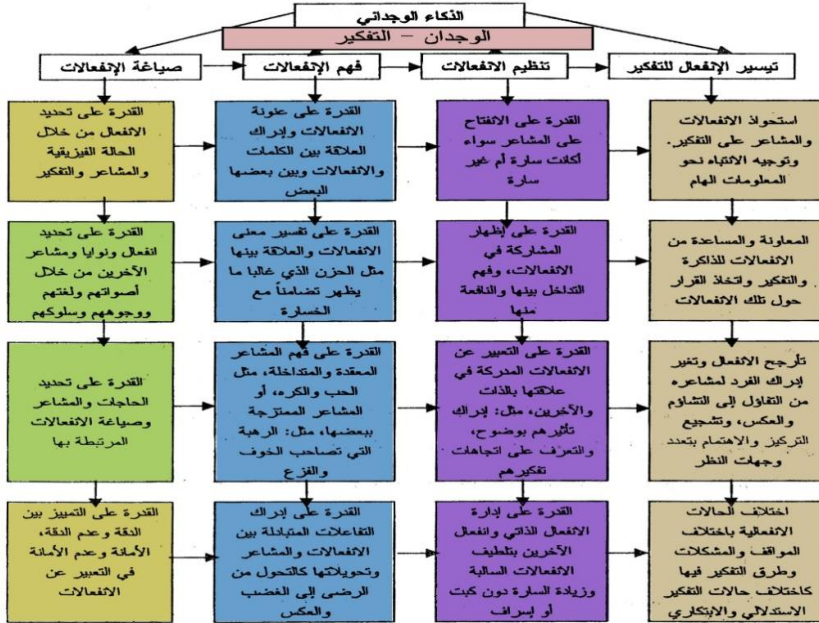 الذكاء الوجداني
الوجدان – التفكير
تيسير الإنفعال للتفكير
تنظيم الانفعالات
فهم الإنفعالات
صياغة الإنفعالات
استحواذ الانفعالات
والمشاعر على التفكير.
وتوجيه الانتباه نحو
المعلومات الهام
القدرة على الانفتاح
على المشاعر سواء
أكانت سارة أم غير
سارة
القدرة على عنونة
الانفعالات وإدراك
العلاقة بين الكلمات
والانفعالات وبين بعضها
البعض
القدرة على تحديد
الانفعال من خلال
الحالة الفيزيقية
والمشاعر والتفكير
المعاونة والمساعدة من
الانفعالات للذاكرة
والتفكير واتخاذ القرار
حول تلك الانفعالات
القدرة على إظهار
المشاركة في
الانفعالات، وفهم
التداخل بينها والنافعة
منها
القدرة على تفسير معنى
الانفعالات والعلاقة بينها
مثل الحزن الذي غالبا ما
يظهر تضامناً مع
الخسارة
القدرة على تحديد
انفعال ونوايا ومشاعر
الآخرين من خلال
أصواتهم ولغتهم
ووجوههم وسلوكهم
تأرجح الانفعال وتغير
إدراك الفرد لمشاعره
من التفاؤل إلى التشاؤم
والعكس، وتشجيع
التركيز والاهتمام بتعدد
وجهات النظر
القدرة على التعبير عن
الانفعالات المدركة في
علاقتها بالذات
والآخرين، مثل: إدراك
تأثيرهم بوضوح،
والتعرف على اتجاهات
تفكيرهم
القدرة على فهم المشاعر
المعقدة والمتداخلة، مثل
الحب والكره، أو
المشاعر الممتزجة
ببعضها، مثل: الرهبة
التي تصاحب الخوف
والفزع
القدرة على تحديد
الحاجات والمشاعر
وصياغة الانفعالات
المرتبطة بها
اختلاف الحالات
الانفعالية باختلاف
المواقف والمشكلات
وطرق التفكير فيها
كاختلاف حالات التفكير
الاستدلالي والابتكاري
القدرة على إدارة
الانفعال الذاتي وانفعال
الآخرين بتلطيف
الانفعالات السالبة
وزيادة السارة دون كبت
أو إسراف
القدرة على إدراك
التفاعلات المتبادلة بين
الانفعالات والمشاعر
وتحويلاتها كالتحول من
الرضى إلى الغضب
والعكس
القدرة على التمييز بين
الدقة وعدم الدقة،
الأمانة وعدم الأمانة
في التعبير عن
الانفعالات